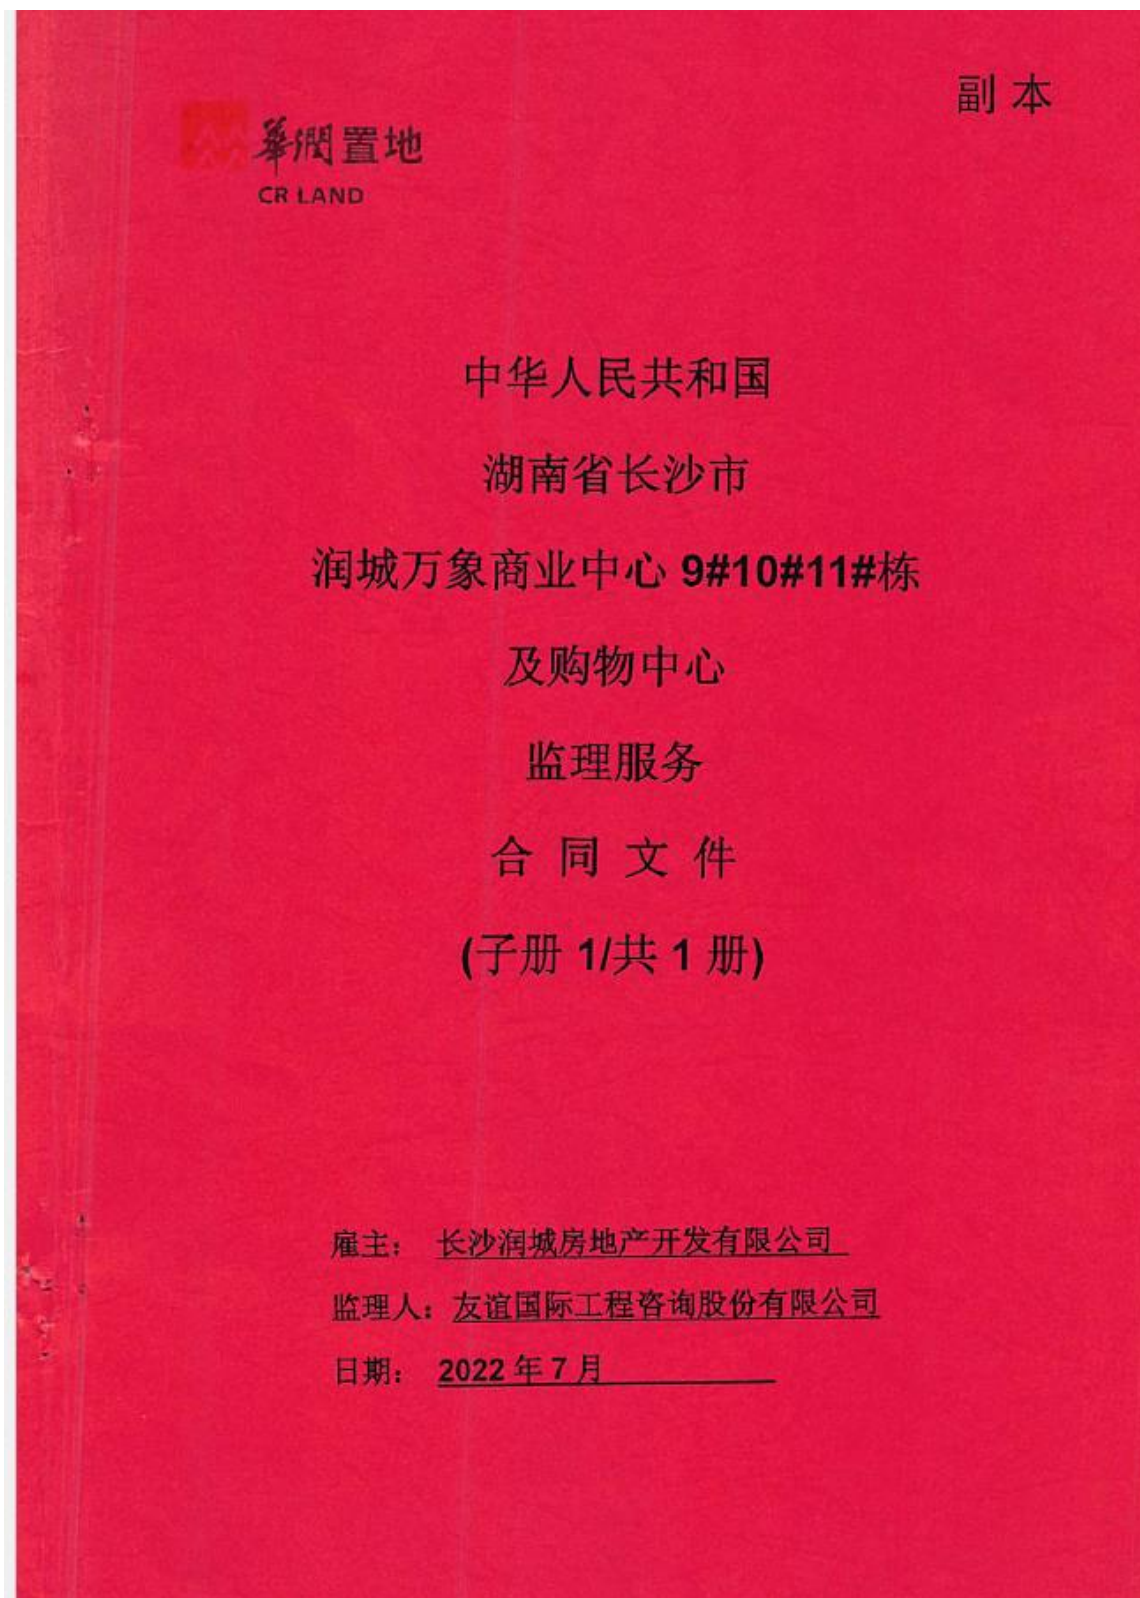 副本
華潤置地
CR LAND
中华人民共和国
湖南省长沙市
润城万象商业中心 9#10#11#栋
及购物中心
监理服务
合同文件
(子册 1/共 1 册)
雇主： 长沙润城房地产开发有限公司
监理人：友谊国际工程咨询股份有限公司
日期： 2022 年 7 月